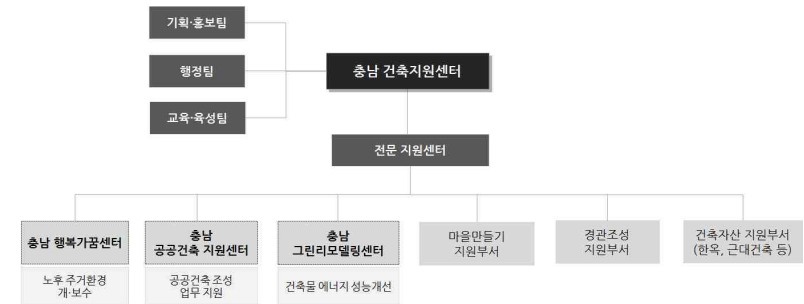 기획·홍보팀
행정팀
교육·육성팀
충남 건축지원센터
전문 지원센터
충남 행복가꿈센터
노후 주거환경
개·보수
충남
공공건축 지원센터
공공건축 조성
업무 지원
충남
그린리모델링센터
건축물 에너지 성능개선
마을만들기
지원부서
경관조성
지원부서
건축자산 지원부서
(한옥, 근대건축 등)